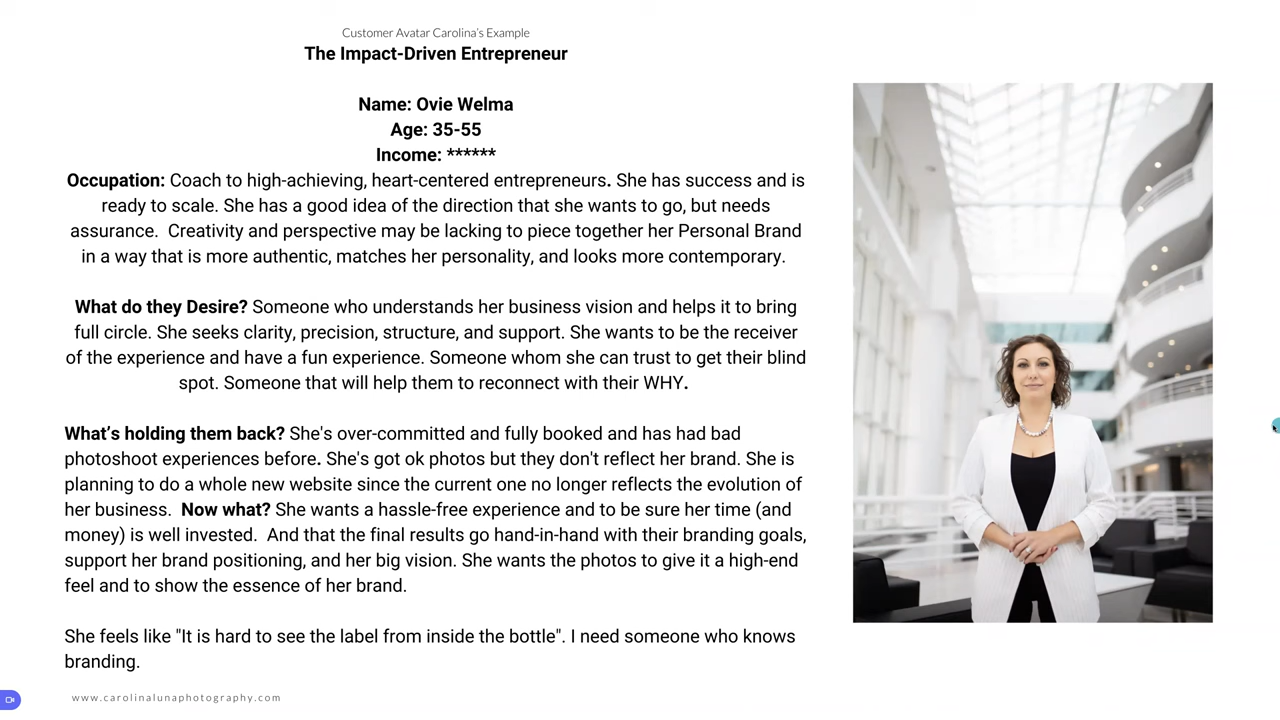 Customer Avatar Carolina's Example
The Impact-Driven Entrepreneur
Name: Ovie Welma
Age: 35-55
Income: ******
Occupation: Coach to high-achieving, heart-centered entrepreneurs. She has success and is
ready to scale. She has a good idea of the direction that she wants to go, but needs
assurance.  Creativity and perspective may be lacking to piece together her Personal Brand
in a way that is more authentic, matches her personality, and looks more contemporary.
What do they Desire? Someone who understands her business vision and helps it to bring
full circle. She seeks clarity, precision, structure, and support. She wants to be the receiver
of the experience and have a fun experience. Someone whom she can trust to get their blind
spot. Someone that will help them to reconnect with their WHY.
What's holding them back? She's over-committed and fully booked and has had bad
photoshoot experiences before. She's got ok photos but they don't reflect her brand. She is
planning to do a whole new website since the current one no longer reflects the evolution of
her business.  Now what? She wants a hassle-free experience and to be sure her time (and
money) is well invested.  And that the final results go hand-in-hand with their branding goals,
support her brand positioning, and her big vision. She wants the photos to give it a high-end
feel and to show the essence of her brand.
She feels like "It is hard to see the label from inside the bottle". I need someone who knows
branding.
www.carolinalunaphotography.com